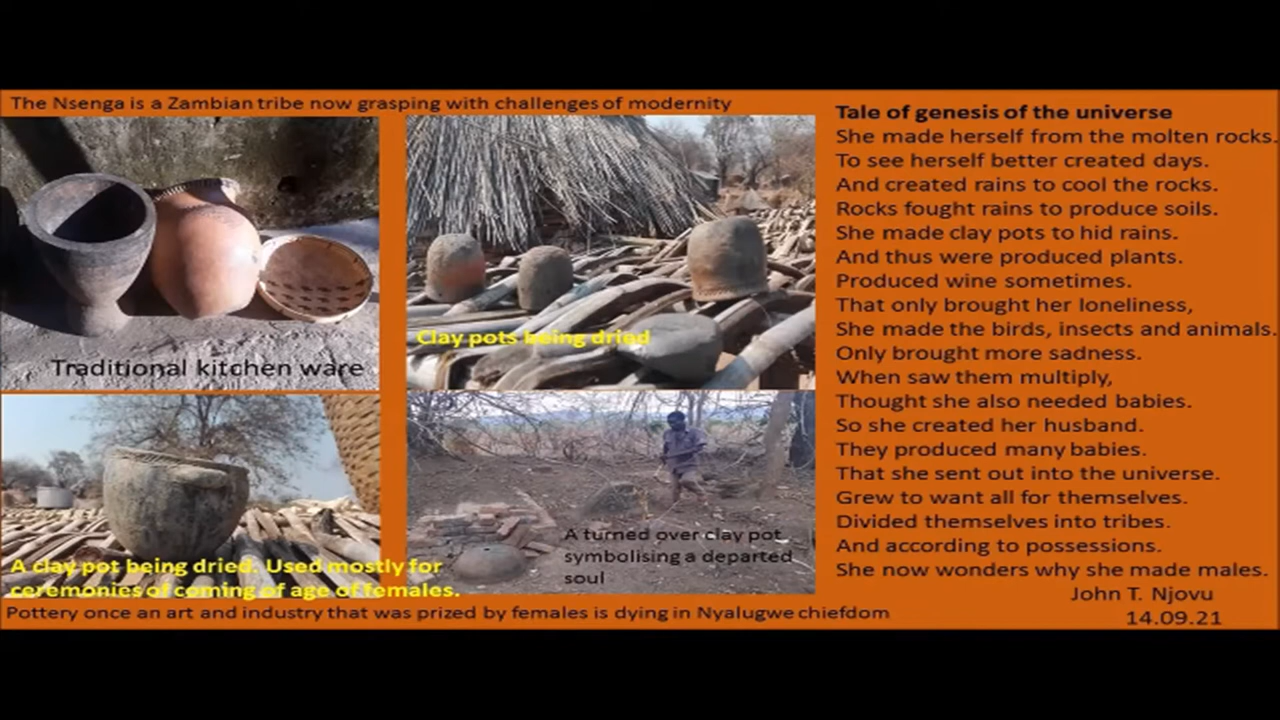 The Nsenga is a Zambian tribe now grasping with challenges of modernity
Traditional kitchen ware
Clay pots being dried
A clay pot being dried. Used mostly for
ceremonies of coming of age of females.
A turned over clay pot
symbolising a departed
soul
Pottery once an art and industry that was prized by females is dying in Nyalugwe chiefdom
Tale of genesis of the universe
She made herself from the molten rocks.
To see herself better created days.
And created rains to cool the rocks.
Rocks fought rains to produce soils.
She made clay pots to hid rains.
And thus were produced plants.
Produced wine sometimes.
That only brought her loneliness,
She made the birds, insects and animals.
Only brought more sadness.
When saw them multiply,
Thought she also needed babies.
So she created her husband.
They produced many babies.
That she sent out into the universe.
Grew to want all for themselves.
Divided themselves into tribes.
And according to possessions.
She now wonders why she made males.
John T. Njovu
14.09.21